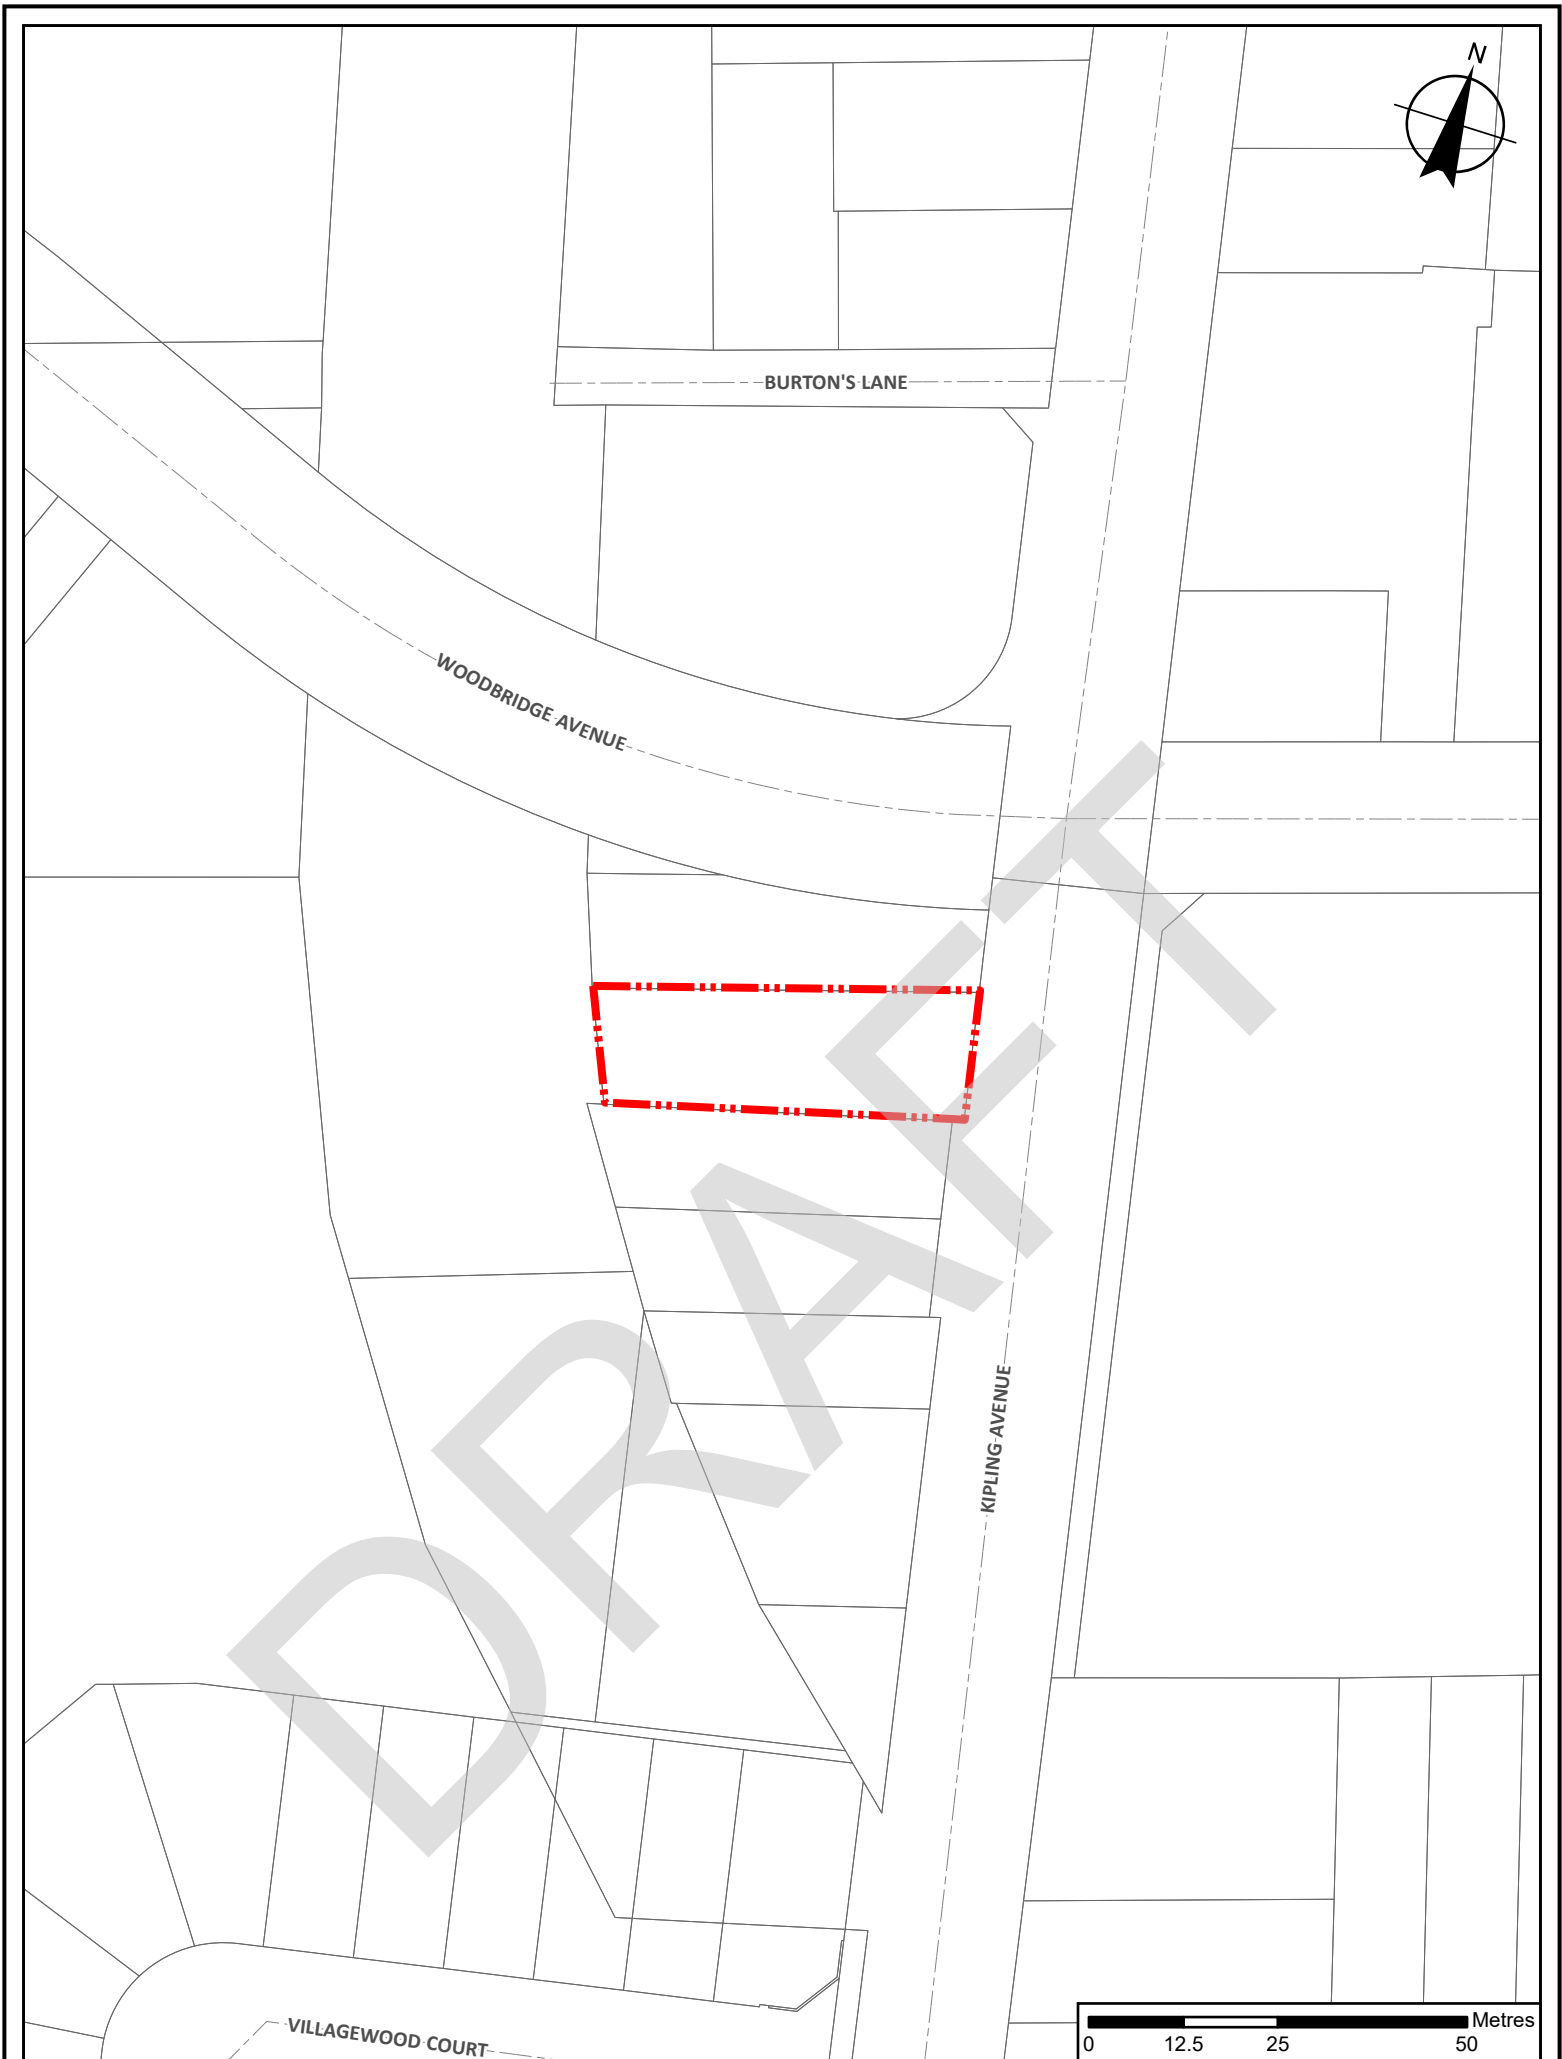 N
BURTON'S LANE
WOODBRIDGE AVENUE
DRAFT
KIPLING AVENUE
VILLAGEWOOD COURT
Metres
0 12.5 25 50